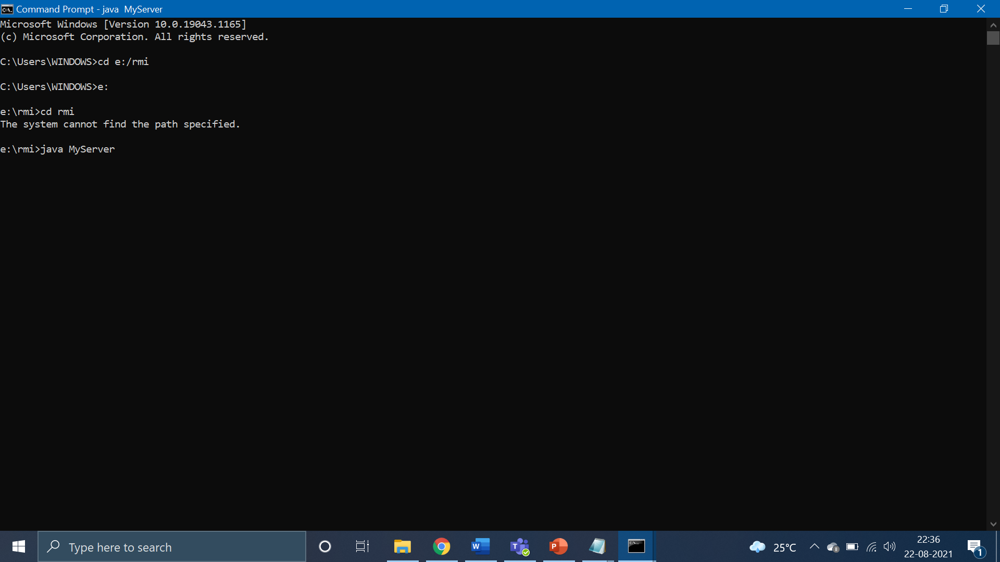 Command Prompt - java  MyServer
Microsoft Windows [Version 10.0.19043.1165]
(c) Microsoft Corporation. All rights reserved.
C:\Users\WINDOWS>cd e:/rmi
C:\Users\WINDOWS>e:
e:\rmi>cd rmi
The system cannot find the path specified.
e:\rmi>java MyServer
Type here to search
25°C
22:36
22-08-2021
1